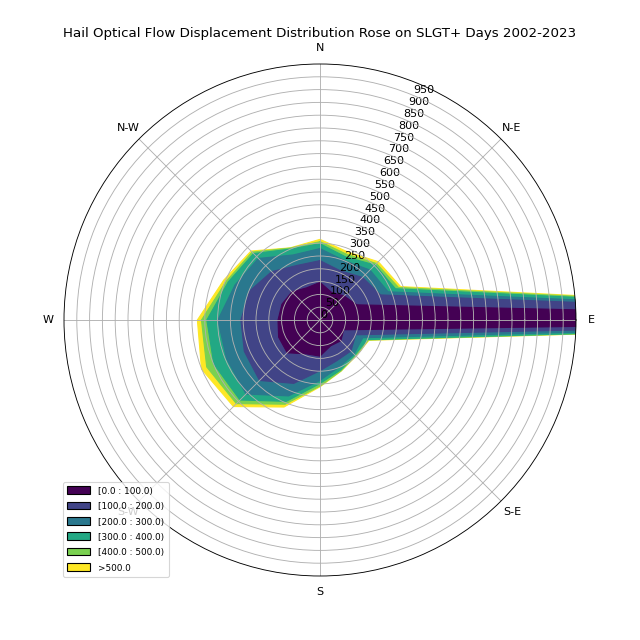 Hail Optical Flow Displacement Distribution Rose on SLGT+ Days 2002-2023
N
N-W
N-E
950
900
850
800
750
700
650
600
550
500
450
400
350
300
250
200
150
100
50
0
W
E
S-W
S-E
S
[0.0 : 100.0)
[100.0 : 200.0)
[200.0 : 300.0)
[300.0 : 400.0)
[400.0 : 500.0)
>500.0